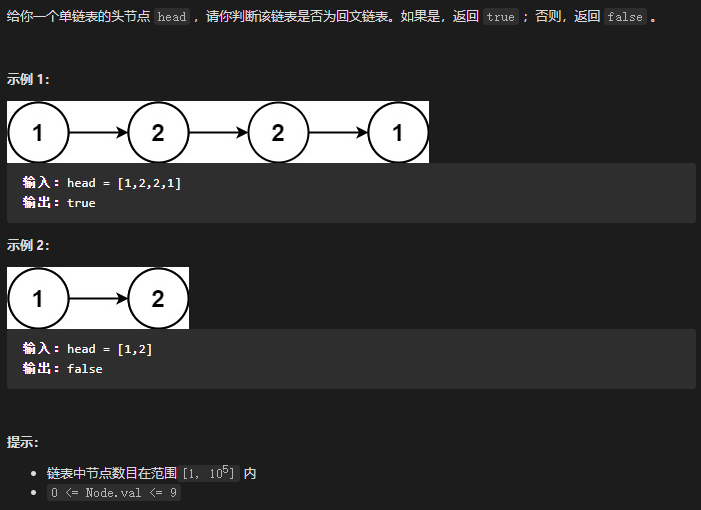 给你一个单链表的头节点 head ，请你判断该链表是否为回文链表。如果是，返回 true ；否则，返回 false 。
示例 1：
1 2 2 1
输入：head = [1,2,2,1]
输出：true
示例 2：
1 2
输入：head = [1,2]
输出：false
提示：
• 链表中节点数目在范围[1, 10⁵] 内
• 0 <= Node.val <= 9